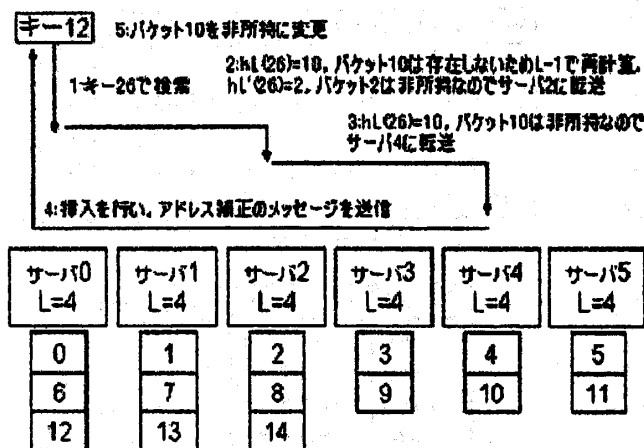 キー12
5:バケット10を非所持に変更
1:キー26で検索
2:hL(26)=10, バケット10は存在しないためL-1で再計算,
hL'(26)=2, バケット2は非所持なのでサーバ2に転送
3:hL(26)=10, バケット10は非所持なので
サーバ4に転送
4:挿入を行い, アドレス補正のメッセージを送信
サーバ0 サーバ1 サーバ2 サーバ3 サーバ4 サーバ5
L=4 L=4 L=4 L=4 L=4 L=4
0 1 2 3 4 5
6 7 8 9 10 11
12 13 14